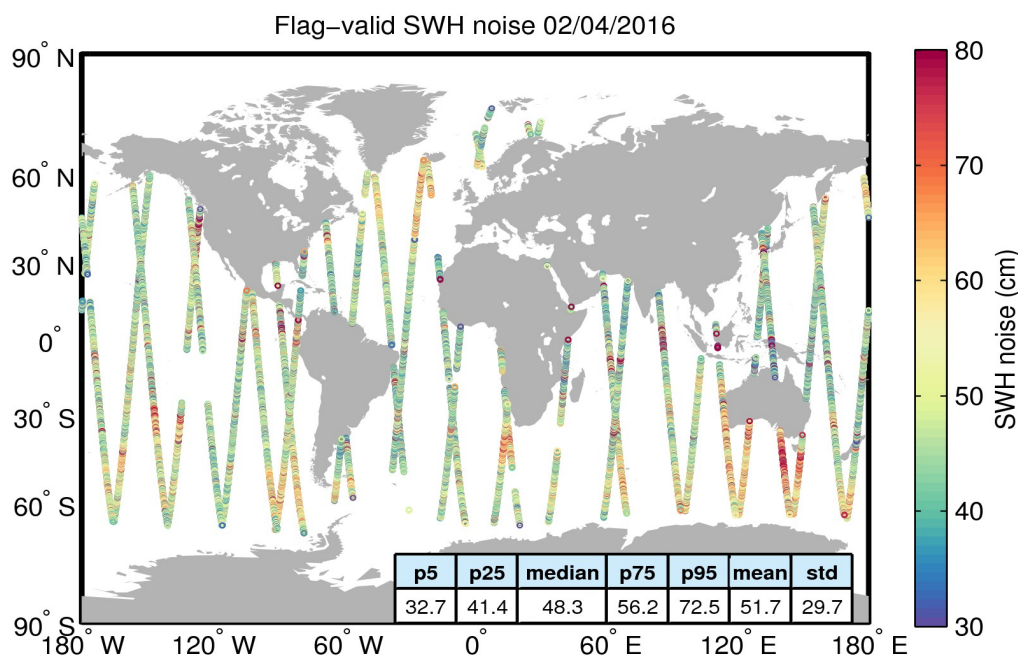 Flag−valid SWH noise 02/04/2016
90° N
60° N
30° N
0°
30° S
60° S
90° S
180° W
120° W
60° W
0°
60° E
120° E
180° E
p5 p25 median p75 p95 mean std
32.7 41.4 48.3 56.2 72.5 51.7 29.7
80
70
60
50
40
30
SWH noise (cm)